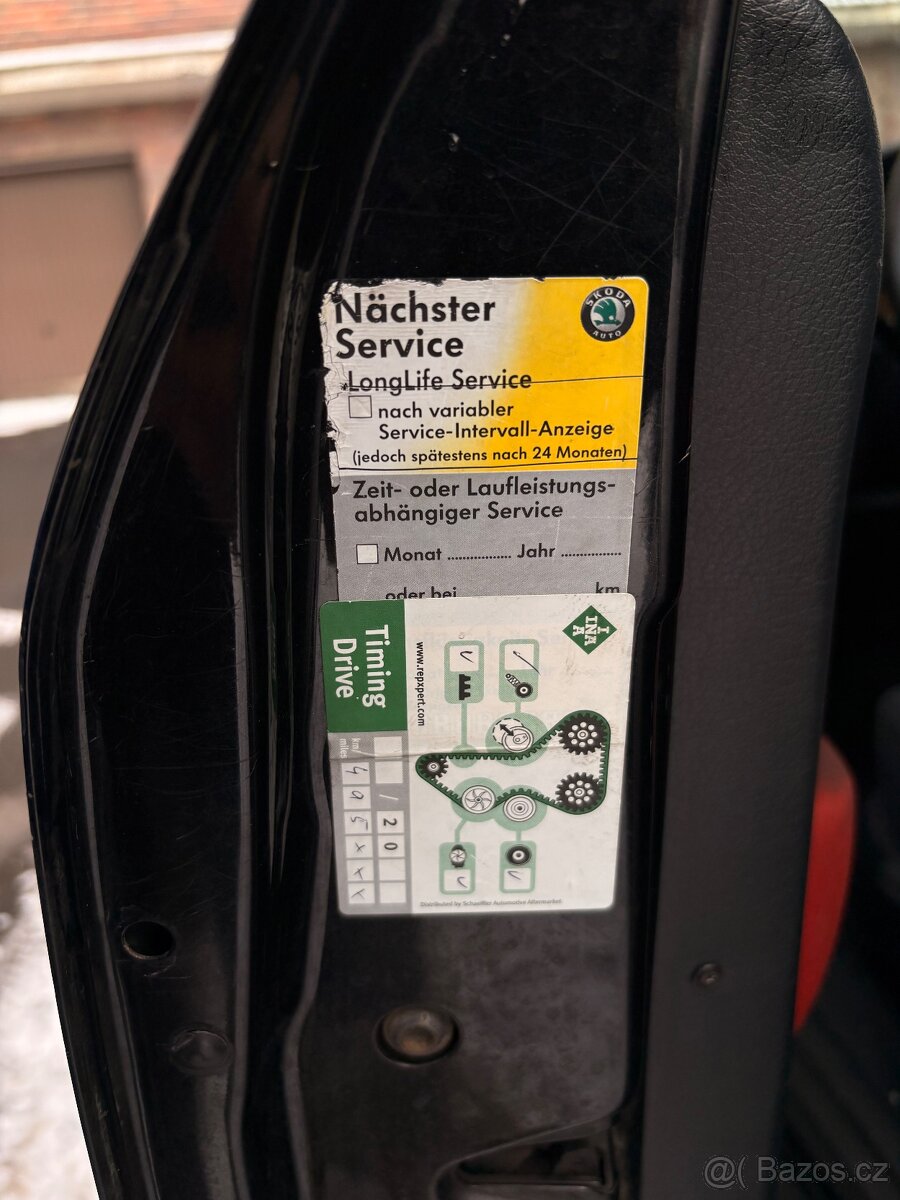 Nächster
Service
SKODA
AUTO
LongLife Service
nach variabler
Service-Intervall-Anzeige
(jedoch spätestens nach 24 Monaten)
Zeit- oder Laufleistungs-
abhängiger Service
Monat ................. Jahr ................
oder bei km
Timing
Drive
www.repxpert.com
INA
/ 20
km/
miles
405xxx
Distributed by Schaeffler Automotive Aftermarket
@( Bazos.cz